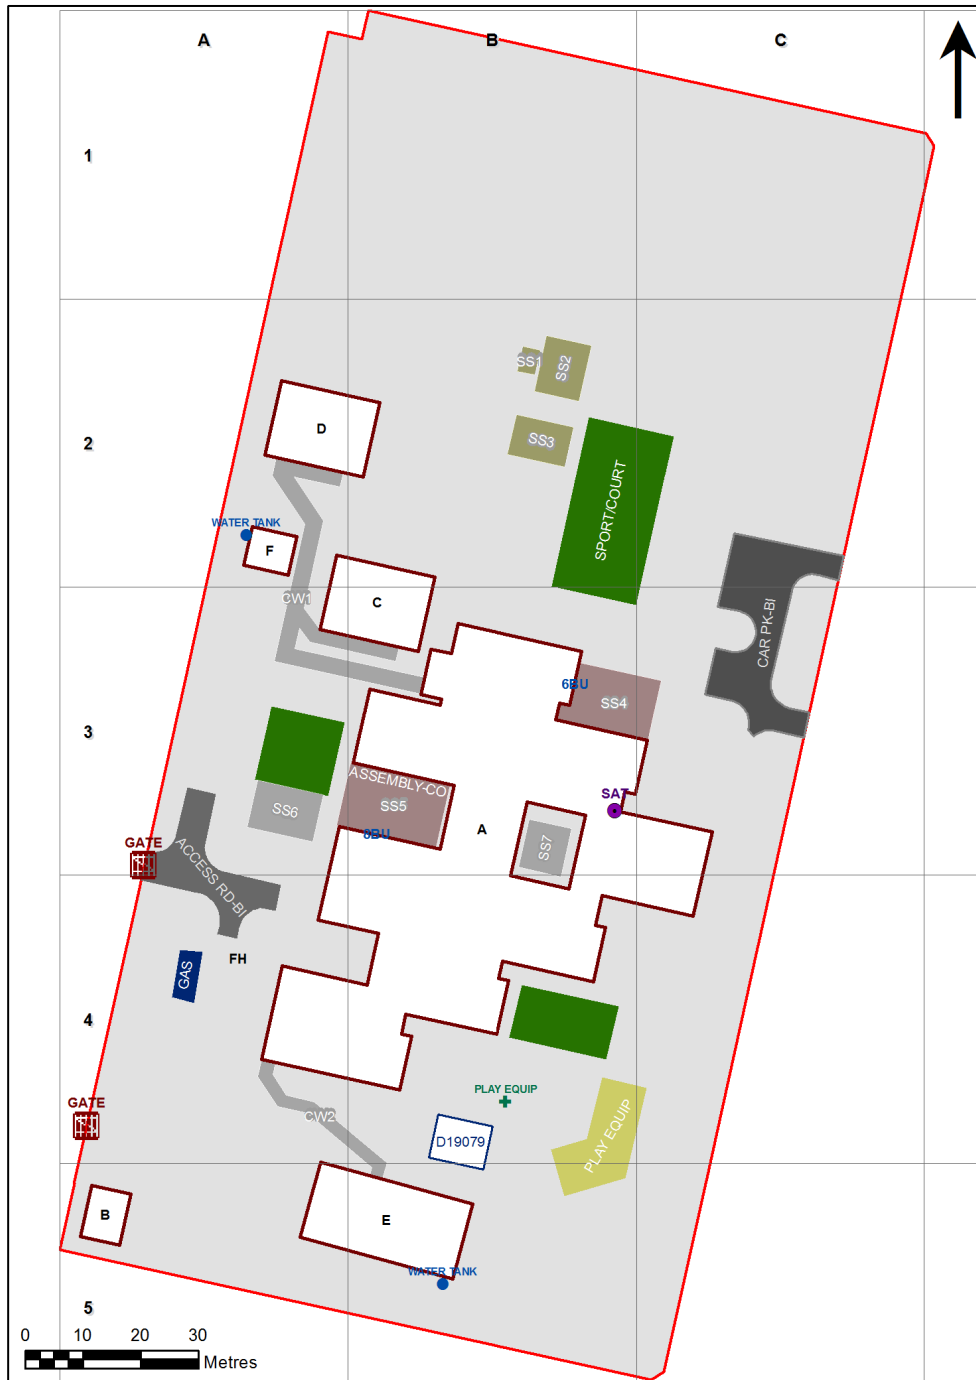 A
B
C
1
SS1
SS2
D
SS3
2
SPORT/COURT
WATER TANK
F
CW1
C
CAR PK-BI
6BU
SS4
3
ASSEMBLY-CO
SAT
SS5
SS6
A
8BU
SS7
GATE
ACCESS RD-BI
FH
GAS
4
PLAY EQUIP
GATE
CW2
PLAY EQUIP
D19079
B
E
WATER TANK
5
0 10 20 30
Metres